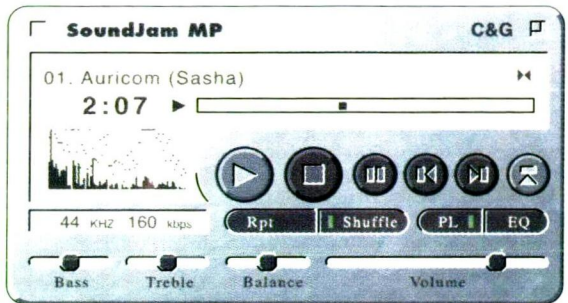 SoundJam MP C&G
01. Auricom (Sasha)
2:07
44 KHZ 160 kbps
Rpt Shuffle PL EQ
Bass Treble Balance Volume